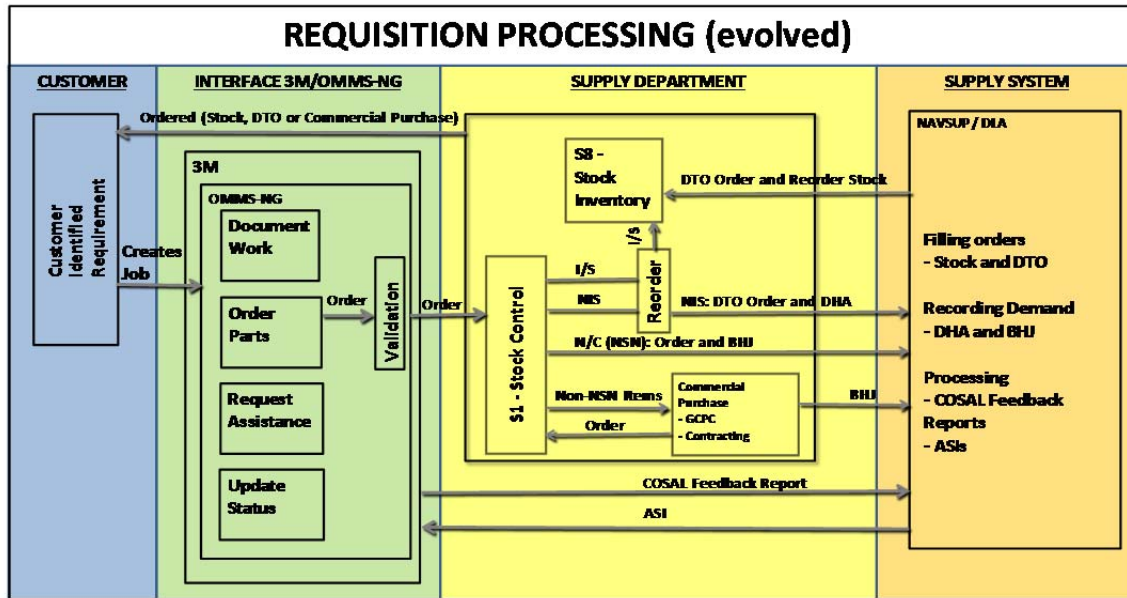 REQUISITION PROCESSING (evolved)
CUSTOMER
INTERFACE 3M/OMMS-NG
SUPPLY DEPARTMENT
SUPPLY SYSTEM
Ordered (Stock, DTO or Commercial Purchase)
Customer
Identified
Requirement
Creates
Job
3M
OMMS-NG
Document
Work
Order
Parts
Order
Validation
Request
Assistance
Update
Status
Order
S1 - Stock Control
S8 -
Stock
Inventory
I/S
I/S
NIS
Reorder
DTO Order and Reorder Stock
NIS: DTO Order and DHA
N/C (NSN): Order and BHJ
Non-NSN Items
Order
Commercial
Purchase
- GCPC
- Contracting
BHJ
COSAL Feedback Report
ASI
NAVSUP / DLA
Filling orders
- Stock and DTO
Recording Demand
- DHA and BHJ
Processing
- COSAL Feedback
Reports
- ASIs